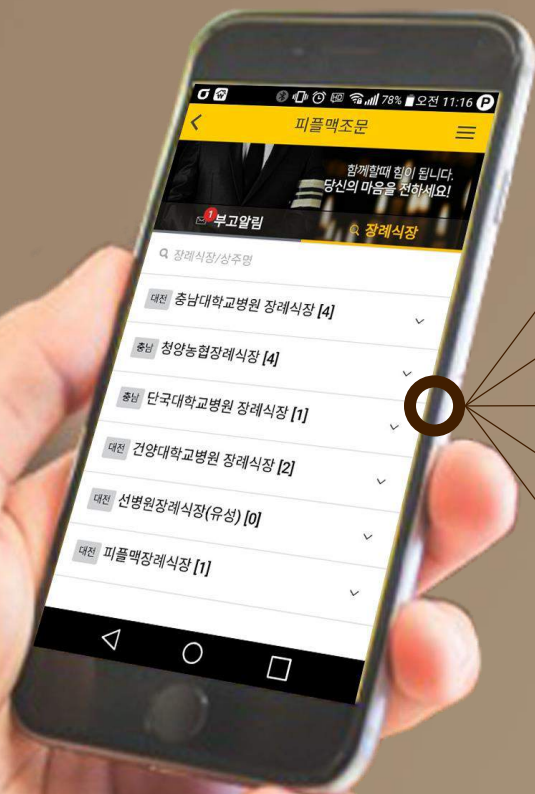 HD 78% 오전 11:16 P
피플맥조문
함께할때 힘이 됩니다.
당신의 마음을 전하세요!
1 부고알림
장례식장
장례식장/상주명
대전 충남대학교병원 장례식장 [4]
충남 청양농협장례식장 [4]
충남 단국대학교병원 장례식장 [1]
대전 건양대학교병원 장례식장 [2]
대전 선병원장례식장(유성) [0]
대전 피플맥장례식장 [1]